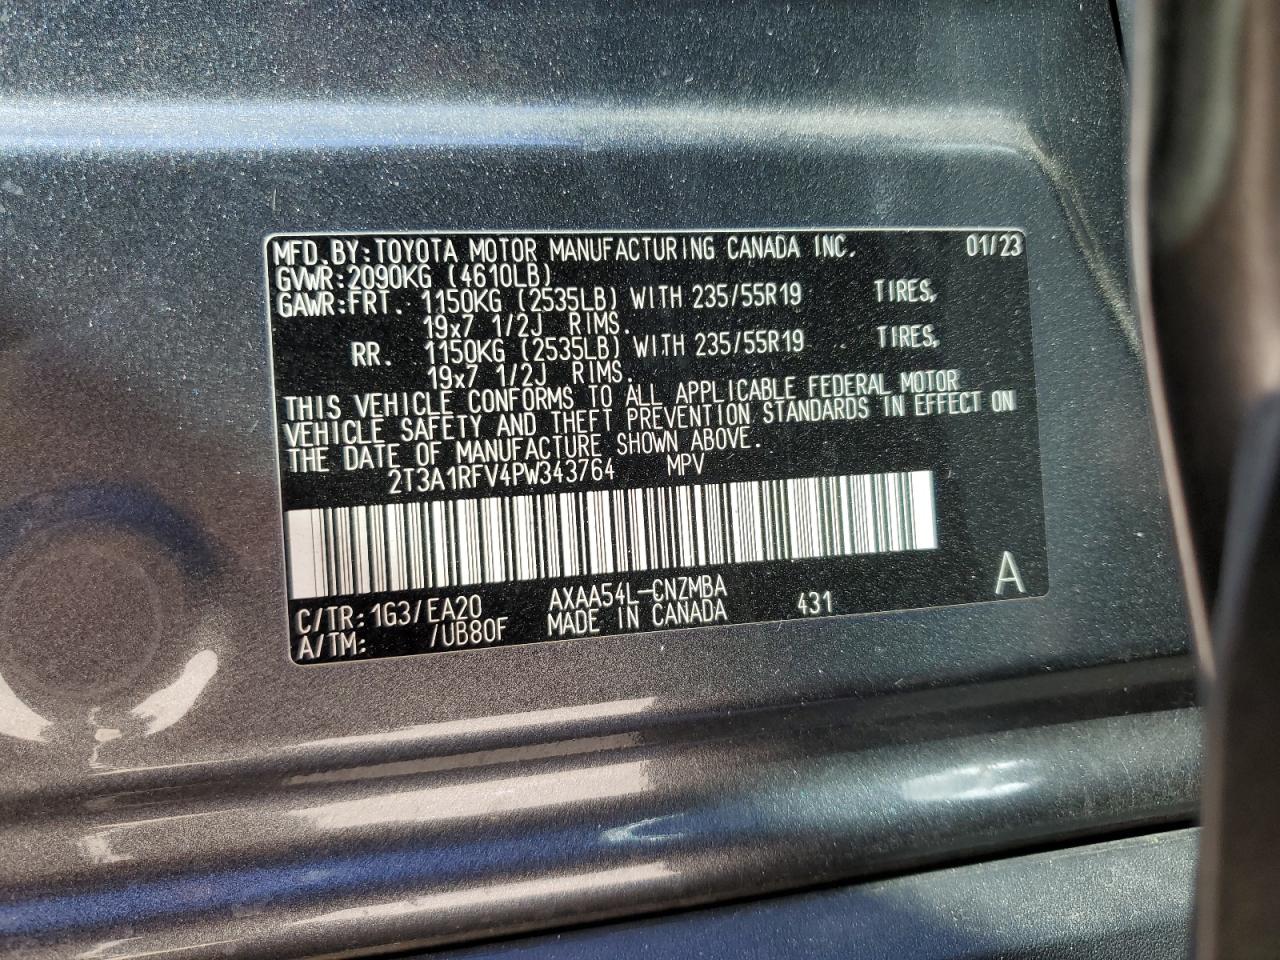 MFD. BY: TOYOTA MOTOR MANUFACTURING CANADA INC. 01/23
GVWR: 2090KG (4610LB)
GAWR: FRT. 1150KG (2535LB) WITH 235/55R19 TIRES,
19x7 1/2J RIMS.
RR. 1150KG (2535LB) WITH 235/55R19 TIRES,
19x7 1/2J RIMS.
THIS VEHICLE CONFORMS TO ALL APPLICABLE FEDERAL MOTOR
VEHICLE SAFETY AND THEFT PREVENTION STANDARDS IN EFFECT ON
THE DATE OF MANUFACTURE SHOWN ABOVE.
2T3A1RFV4PW343764 MPV
C/TR: 1G3/EA20 AXAA54L-CNZMBA 431 A
A/TM: /UB80F MADE IN CANADA